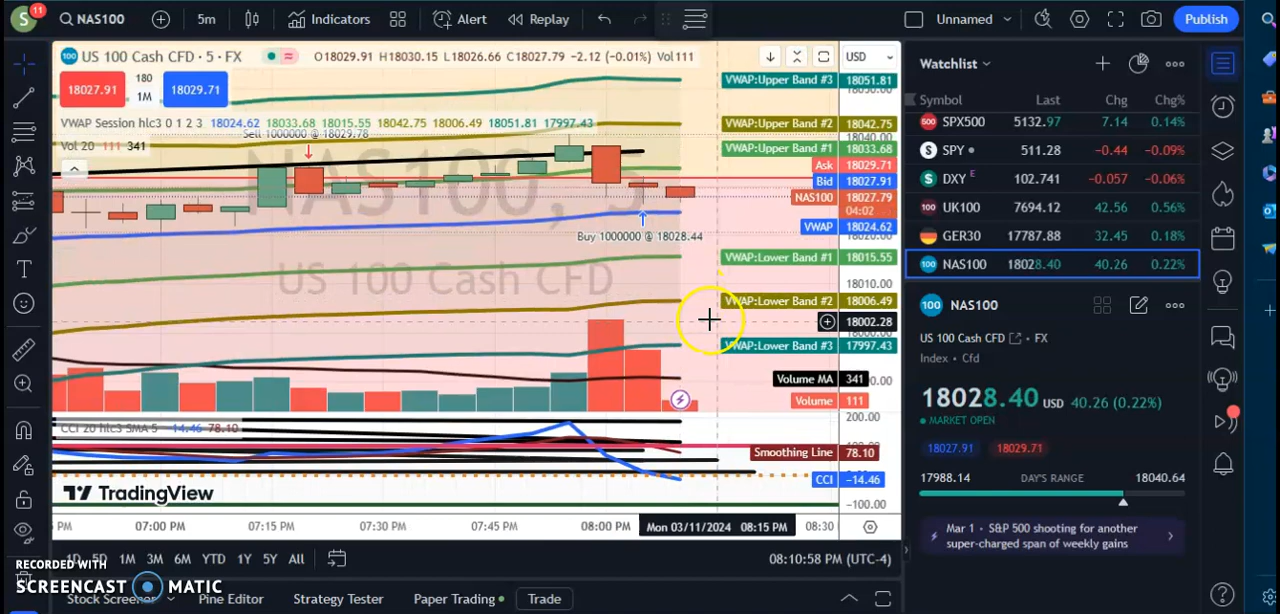 S 11 NAS100 5m Indicators Alert Replay Unnamed Publish
100 US 100 Cash CFD · 5 · FX O18029.91 H18030.15 L18026.66 C18027.79 −2.12 (−0.01%) Vol111 USD
18027.91 180 1M 18029.71
VWAP Session hlc3 0 1 2 3 18024.62 18033.68 18015.55 18042.75 18006.49 18051.81 17997.43
Sell 1000000 @ 18029.78
Vol 20 111 341
NAS100, 5
US 100 Cash CFD
Buy 1000000 @ 18028.44
VWAP:Upper Band #3 18051.81
VWAP:Upper Band #2 18042.75
18040.00
VWAP:Upper Band #1 18033.68
Ask 18029.71
Bid 18027.91
NAS100 18027.79
04:02
VWAP 18024.62
18020.00
VWAP:Lower Band #1 18015.55
18010.00
VWAP:Lower Band #2 18006.49
18002.28
VWAP:Lower Band #3 17997.43
Volume MA 341
Volume 111
200.00
CCI 20 hlc3 SMA 5 −14.46 78.10
Smoothing Line 78.10
CCI −14.46
−100.00
TradingView
PM 07:00 PM 07:15 PM 07:30 PM 07:45 PM 08:00 PM Mon 03/11/2024 08:15 PM 08:30
1D 5D 1M 3M 6M YTD 1Y 5Y All 08:10:58 PM (UTC-4)
RECORDED WITH
SCREENCAST MATIC
Stock Screener Pine Editor Strategy Tester Paper Trading Trade
Watchlist
Symbol Last Chg Chg%
500 SPX500 5132.97 7.14 0.14%
S SPY 511.28 −0.44 −0.09%
S DXY E 102.741 −0.057 −0.06%
100 UK100 7694.12 42.56 0.56%
GER30 17787.88 32.45 0.18%
100 NAS100 18028.40 40.26 0.22%
100 NAS100
US 100 Cash CFD · FX
Index · Cfd
18028.40 USD 40.26 (0.22%)
MARKET OPEN
18027.91 18029.71
17988.14 DAY'S RANGE 18040.64
Mar 1 · S&P 500 shooting for another
super-charged span of weekly gains